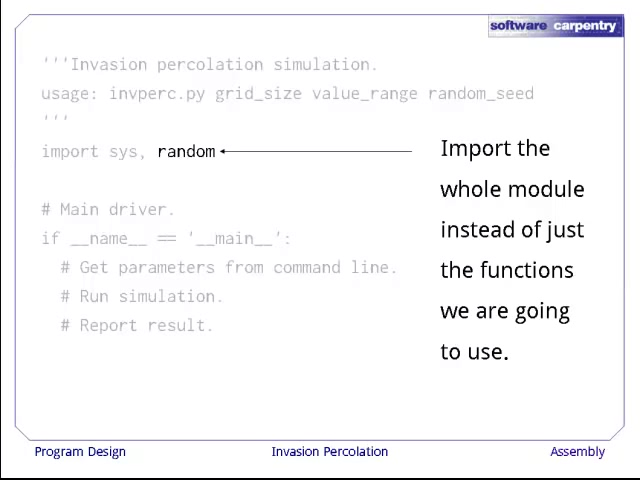 software carpentry
'''Invasion percolation simulation.
usage: invperc.py grid_size value_range random_seed
'''
import sys, random
# Main driver.
if __name__ == '__main__':
# Get parameters from command line.
# Run simulation.
# Report result.
Import the
whole module
instead of just
the functions
we are going
to use.
Program Design
Invasion Percolation
Assembly